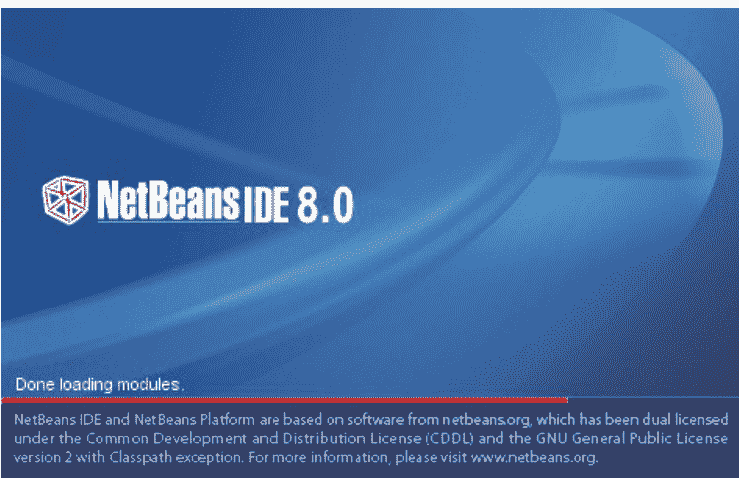 NetBeans IDE 8.0
Done loading modules.
NetBeans IDE and NetBeans Platform are based on software from netbeans.org, which has been dual licensed
under the Common Development and Distribution License (CDDL) and the GNU General Public License
version 2 with Classpath exception. For more information, please visit www.netbeans.org.